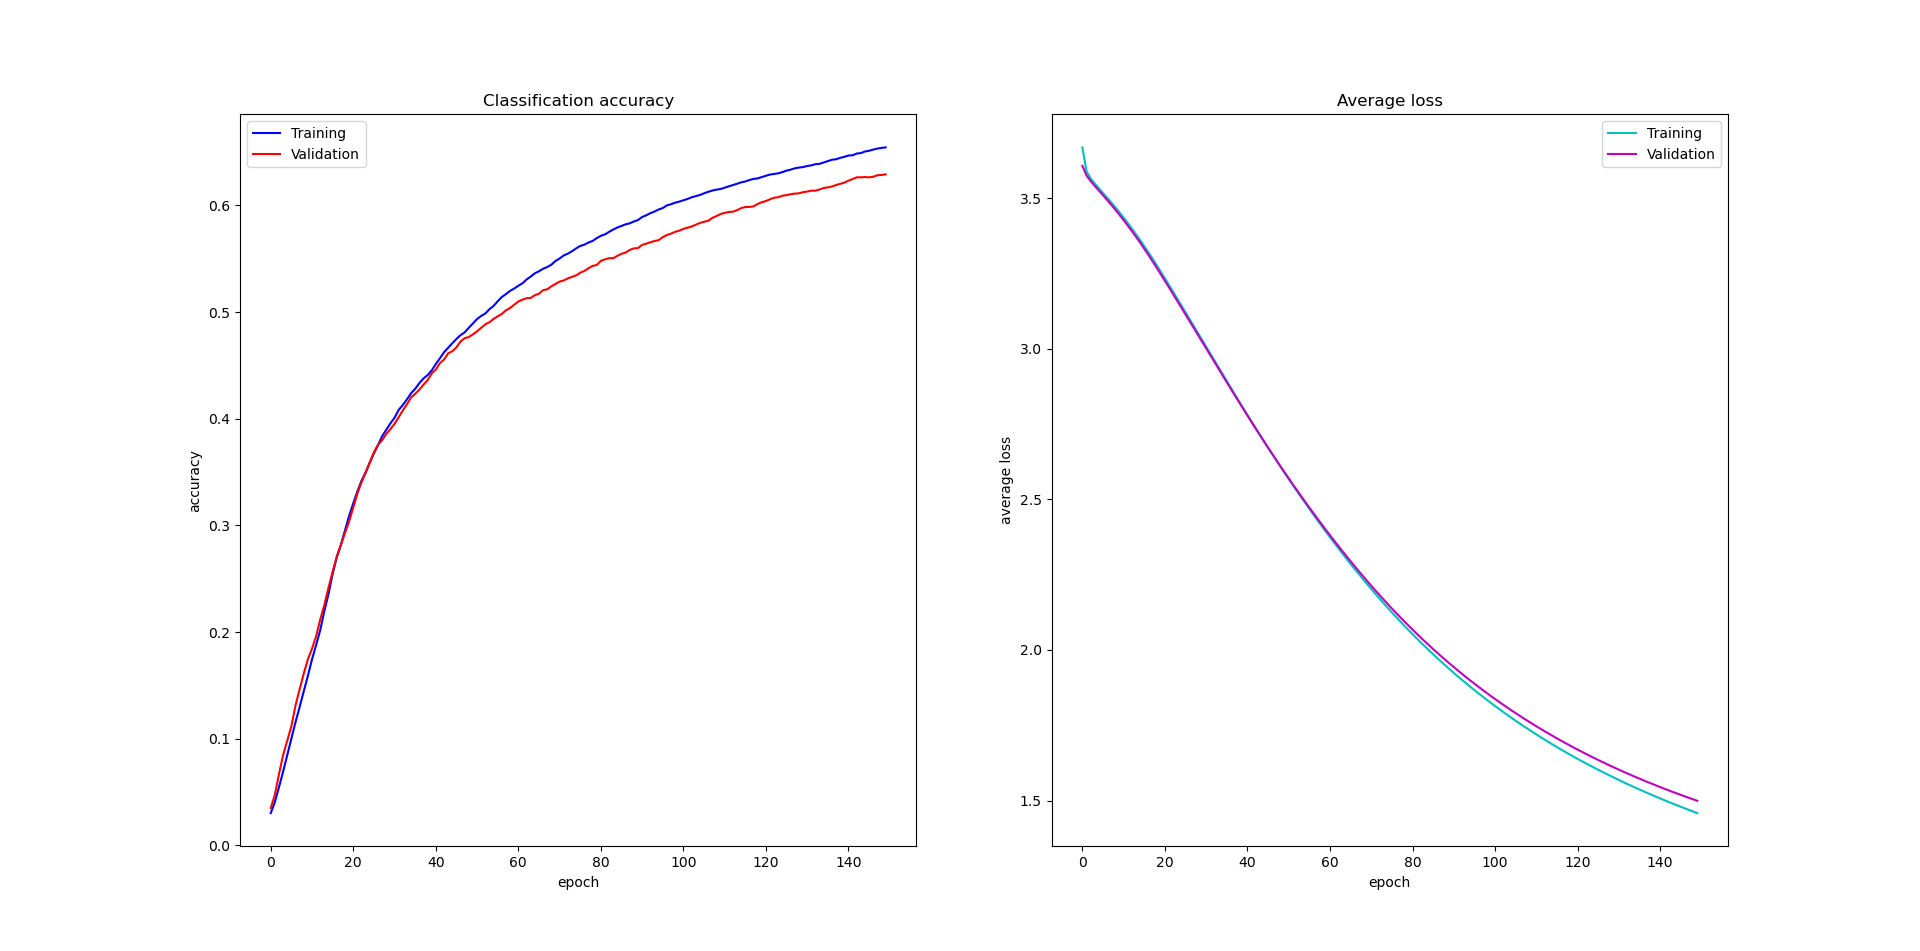 Classification accuracy
Training
Validation
0.6
0.5
0.4
0.3
0.2
0.1
0.0
accuracy
0 20 40 60 80 100 120 140
epoch
Average loss
Training
Validation
3.5
3.0
2.5
2.0
1.5
average loss
0 20 40 60 80 100 120 140
epoch